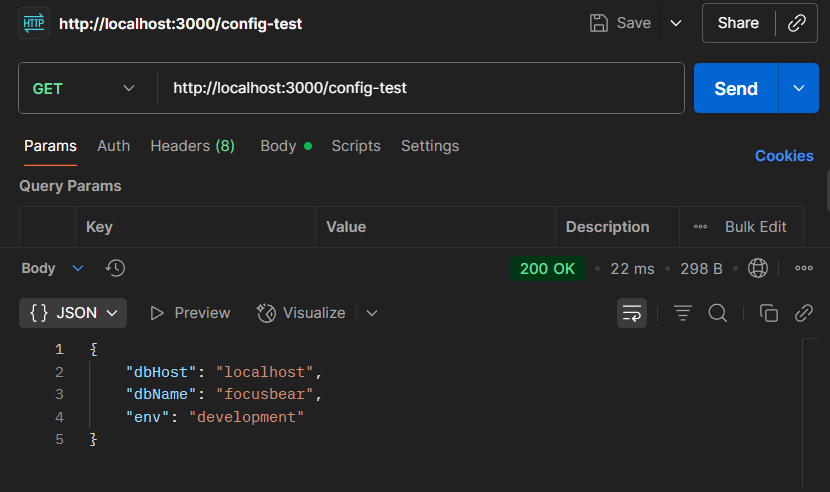 HTTP http://localhost:3000/config-test Save Share
GET http://localhost:3000/config-test Send
Params Auth Headers (8) Body Scripts Settings Cookies
Query Params
Key Value Description Bulk Edit
Body 200 OK 22 ms 298 B
{} JSON Preview Visualize
1 {
2 "dbHost": "localhost",
3 "dbName": "focusbear",
4 "env": "development"
5 }